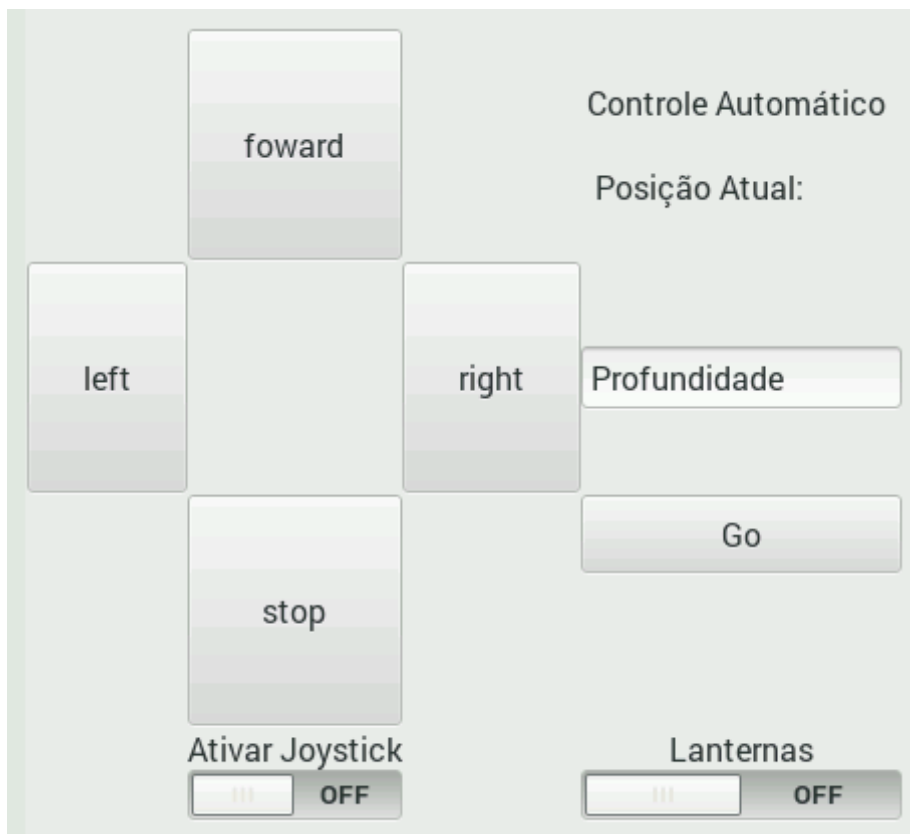 foward
Controle Automático
Posição Atual:
left
right
Profundidade
Go
stop
Ativar Joystick
Lanternas
OFF
OFF